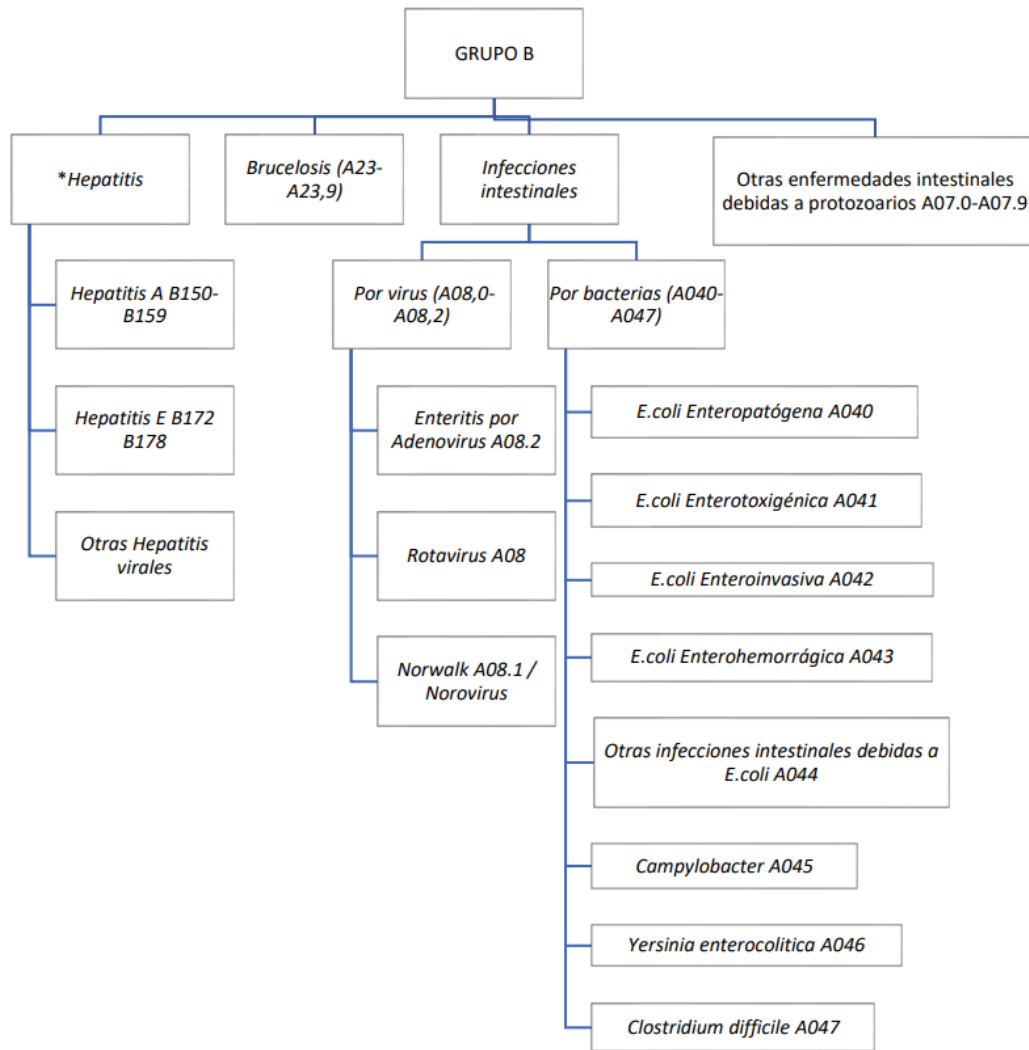 GRUPO B
*Hepatitis
Brucelosis (A23-
A23,9)
Infecciones
intestinales
Otras enfermedades intestinales
debidas a protozoarios A07.0-A07.9
Hepatitis A B150-
B159
Hepatitis E B172
B178
Otras Hepatitis
virales
Por virus (A08,0-
A08,2)
Enteritis por
Adenovirus A08.2
Rotavirus A08
Norwalk A08.1 /
Norovirus
Por bacterias (A040-
A047)
E.coli Enteropatógena A040
E.coli Enterotoxigénica A041
E.coli Enteroinvasiva A042
E.coli Enterohemorrágica A043
Otras infecciones intestinales debidas a
E.coli A044
Campylobacter A045
Yersinia enterocolitica A046
Clostridium difficile A047